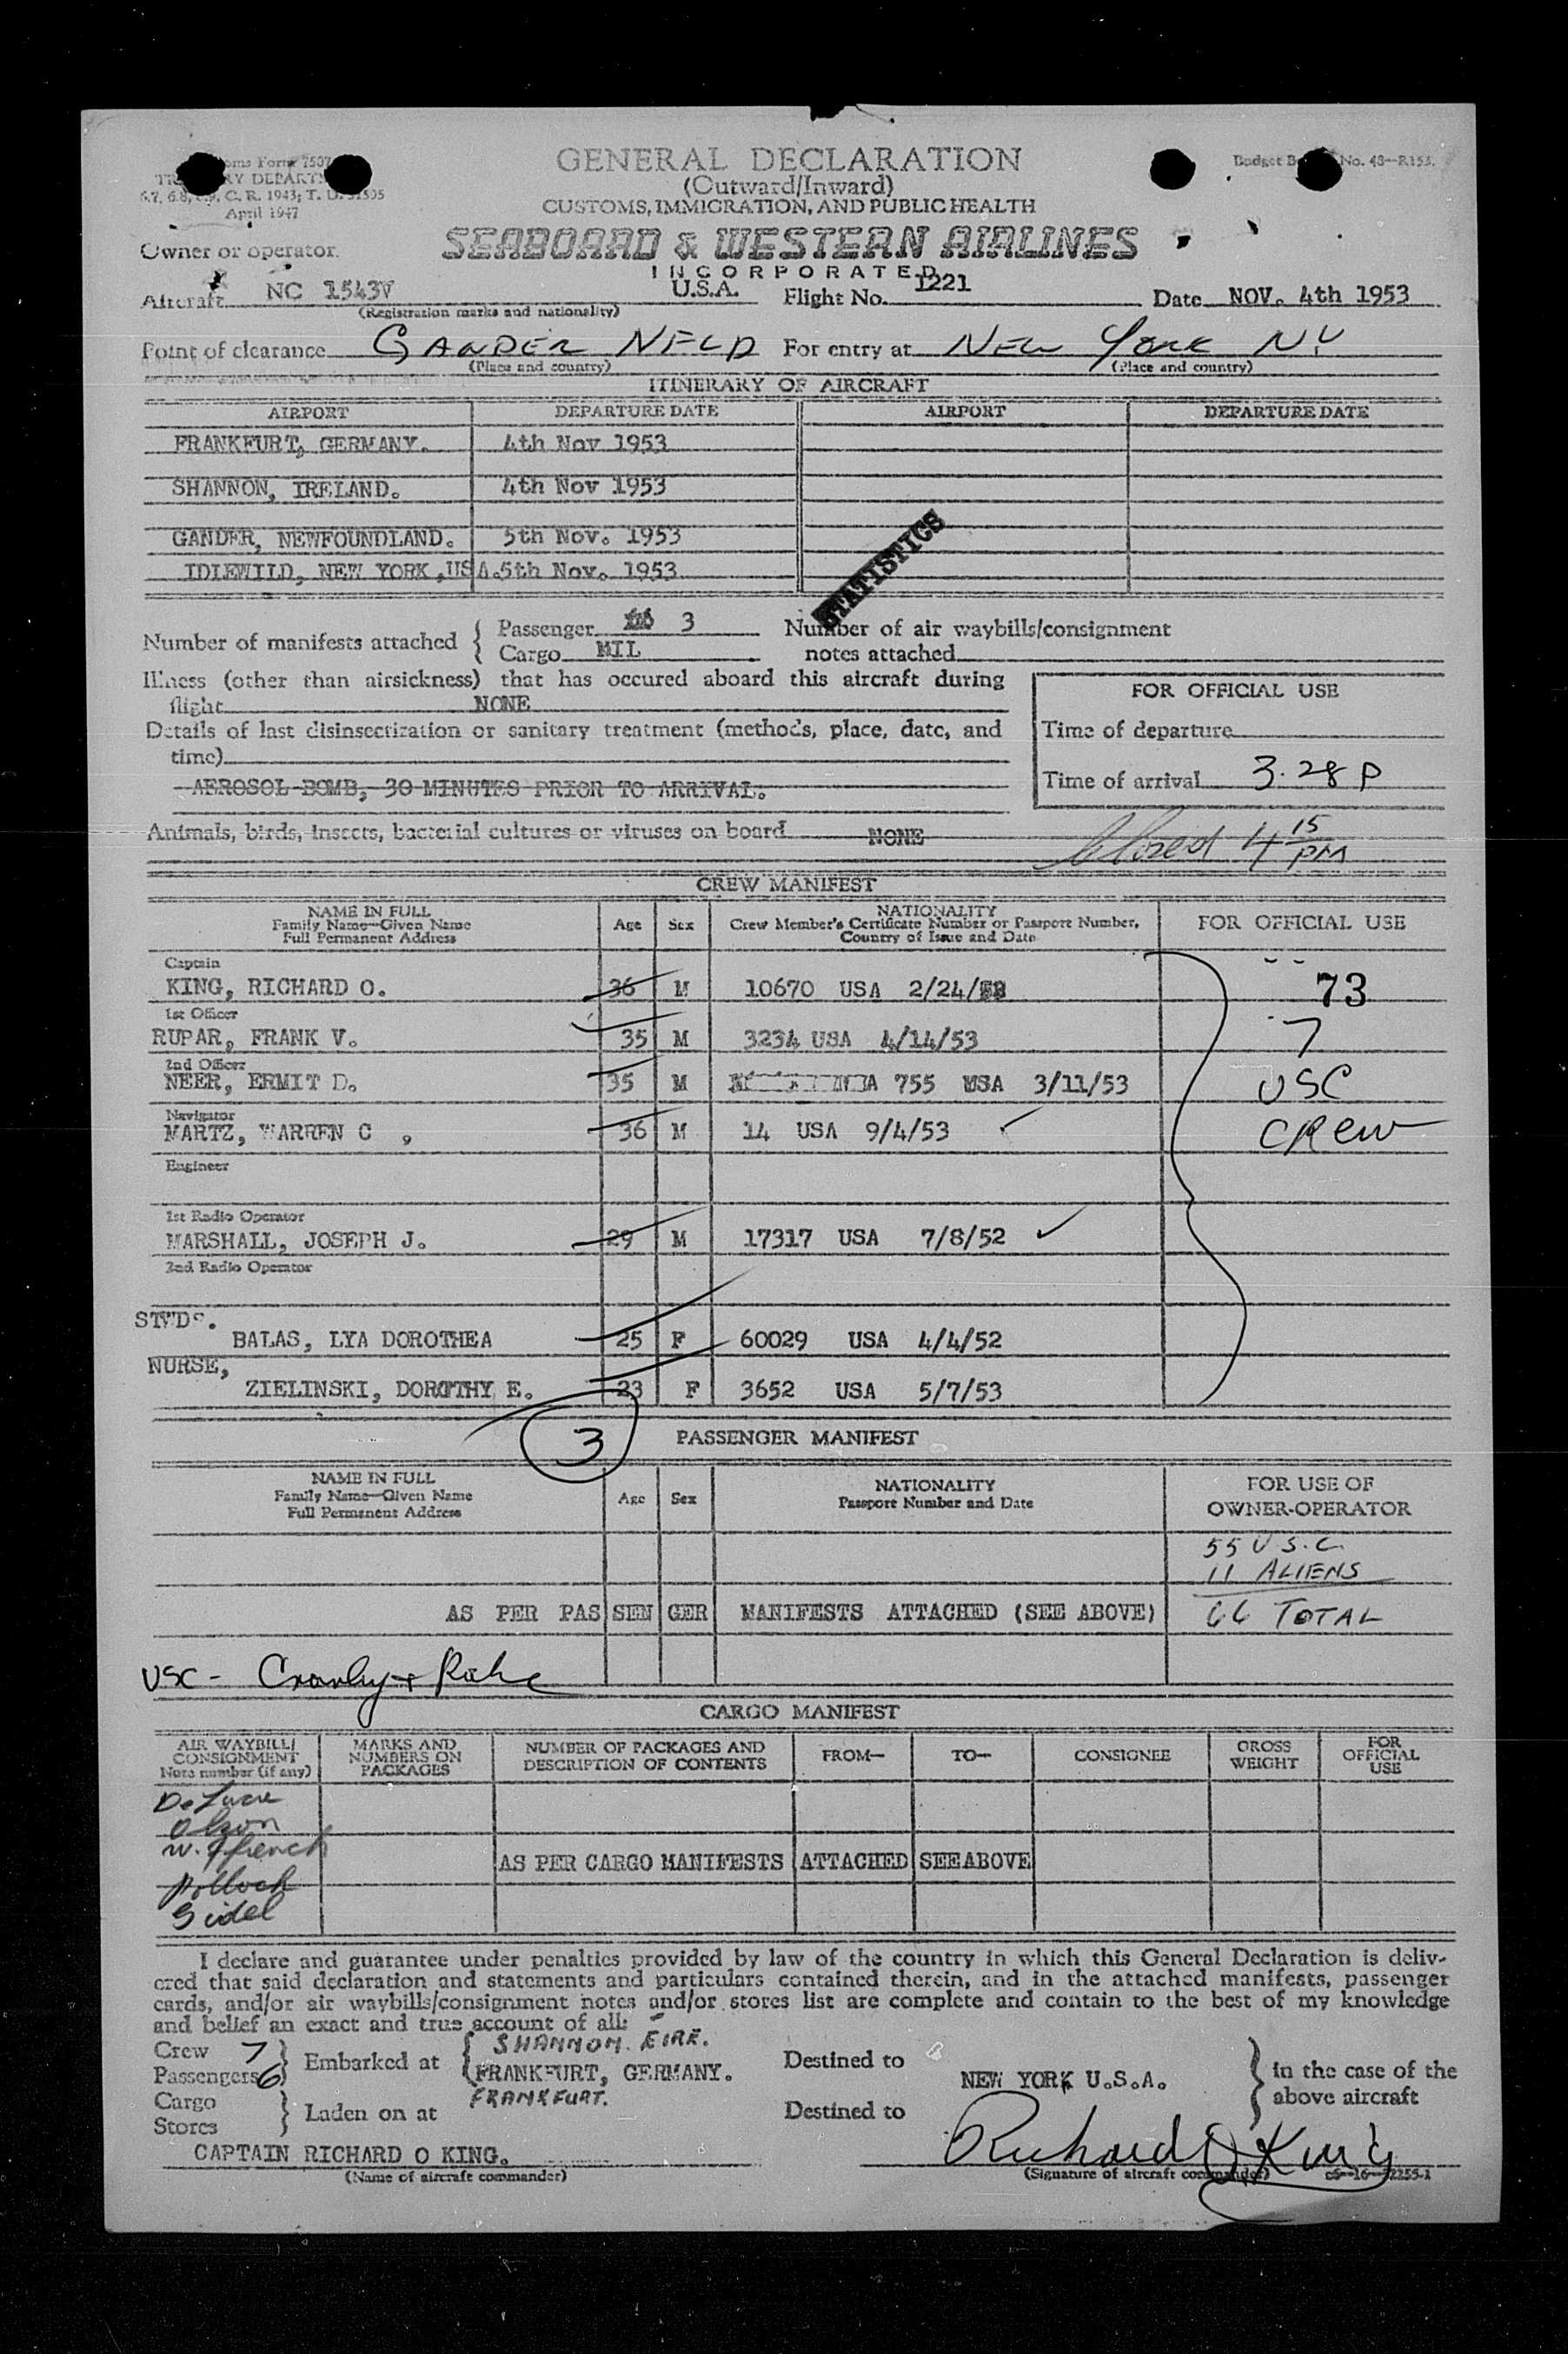 GENERAL DECLARATION
(Outward/Inward)
CUSTOMS, IMMIGRATION, AND PUBLIC HEALTH
Form 7507
C. R. 1943; T. D.
April 1947
No. 48-R153.
Owner or operator
SEABOARD & WESTERN AIRLINES
INCORPORATED
Aircraft NC 1543V U.S.A. Flight No. 1221 Date NOV. 4th 1953
(Registration marks and nationality)
Point of clearance GANDER NFLD For entry at NEW YORK NY
(Place and country) (Place and country)
ITINERARY OF AIRCRAFT
AIRPORT DEPARTURE DATE AIRPORT DEPARTURE DATE
FRANKFURT, GERMANY. 4th Nov 1953
SHANNON, IRELAND. 4th Nov 1953
GANDER, NEWFOUNDLAND. 5th Nov. 1953
IDLEWILD, NEW YORK, USA. 5th Nov. 1953
STATISTICS
Number of manifests attached { Passenger 3 Number of air waybills/consignment
Cargo MIL notes attached
Illness (other than airsickness) that has occured aboard this aircraft during
flight NONE
FOR OFFICIAL USE
Details of last disinsectization or sanitary treatment (methods, place, date, and
time)
Time of departure
AEROSOL BOMB, 30 MINUTES PRIOR TO ARRIVAL.
Time of arrival 3.28 P
Animals, birds, insects, bacterial cultures or viruses on board NONE
Closed 4 15 PM
CREW MANIFEST
NAME IN FULL
Family Name—Given Name
Full Permanent Address
Age Sex
NATIONALITY
Crew Member's Certificate Number or Passport Number,
Country of Issue and Date
FOR OFFICIAL USE
Captain
KING, RICHARD O. 36 M 10670 USA 2/24/ 73
1st Officer
RUPAR, FRANK V. 35 M 3234 USA 4/14/53 7
2nd Officer
NEER, ERMIT D. 35 M 755 USA 3/11/53 USC
Navigator
MARTZ, WARREN C , 36 M 14 USA 9/4/53 CREW
Engineer
1st Radio Operator
MARSHALL, JOSEPH J. 29 M 17317 USA 7/8/52
2nd Radio Operator
STWDS.
BALAS, LYA DOROTHEA 25 F 60029 USA 4/4/52
NURSE,
ZIELINSKI, DOROTHY E. 23 F 3652 USA 5/7/53
3
PASSENGER MANIFEST
NAME IN FULL
Family Name—Given Name
Full Permanent Address
Age Sex
NATIONALITY
Passport Number and Date
FOR USE OF
OWNER-OPERATOR
55 U.S.C.
11 ALIENS
AS PER PASSENGER MANIFESTS ATTACHED (SEE ABOVE) 66 TOTAL
USC -
CARGO MANIFEST
AIR WAYBILL/
CONSIGNMENT
Note number (if any)
MARKS AND
NUMBERS ON
PACKAGES
NUMBER OF PACKAGES AND
DESCRIPTION OF CONTENTS
FROM— TO— CONSIGNEE
GROSS
WEIGHT
FOR
OFFICIAL
USE
Olson
W. French
AS PER CARGO MANIFESTS ATTACHED SEE ABOVE
Pollock
Sidel
I declare and guarantee under penalties provided by law of the country in which this General Declaration is deliv-
ered that said declaration and statements and particulars contained therein, and in the attached manifests, passenger
cards, and/or air waybills/consignment notes and/or stores list are complete and contain to the best of my knowledge
and belief an exact and true account of all:
Crew 7
Passengers 6
Embarked at
SHANNON. EIRE.
FRANKFURT, GERMANY.
Destined to
NEW YORK U.S.A.
in the case of the
above aircraft
Cargo
Stores
Laden on at
FRANKFURT.
Destined to
CAPTAIN RICHARD O KING. Richard O King
(Name of aircraft commander) (Signature of aircraft commander)